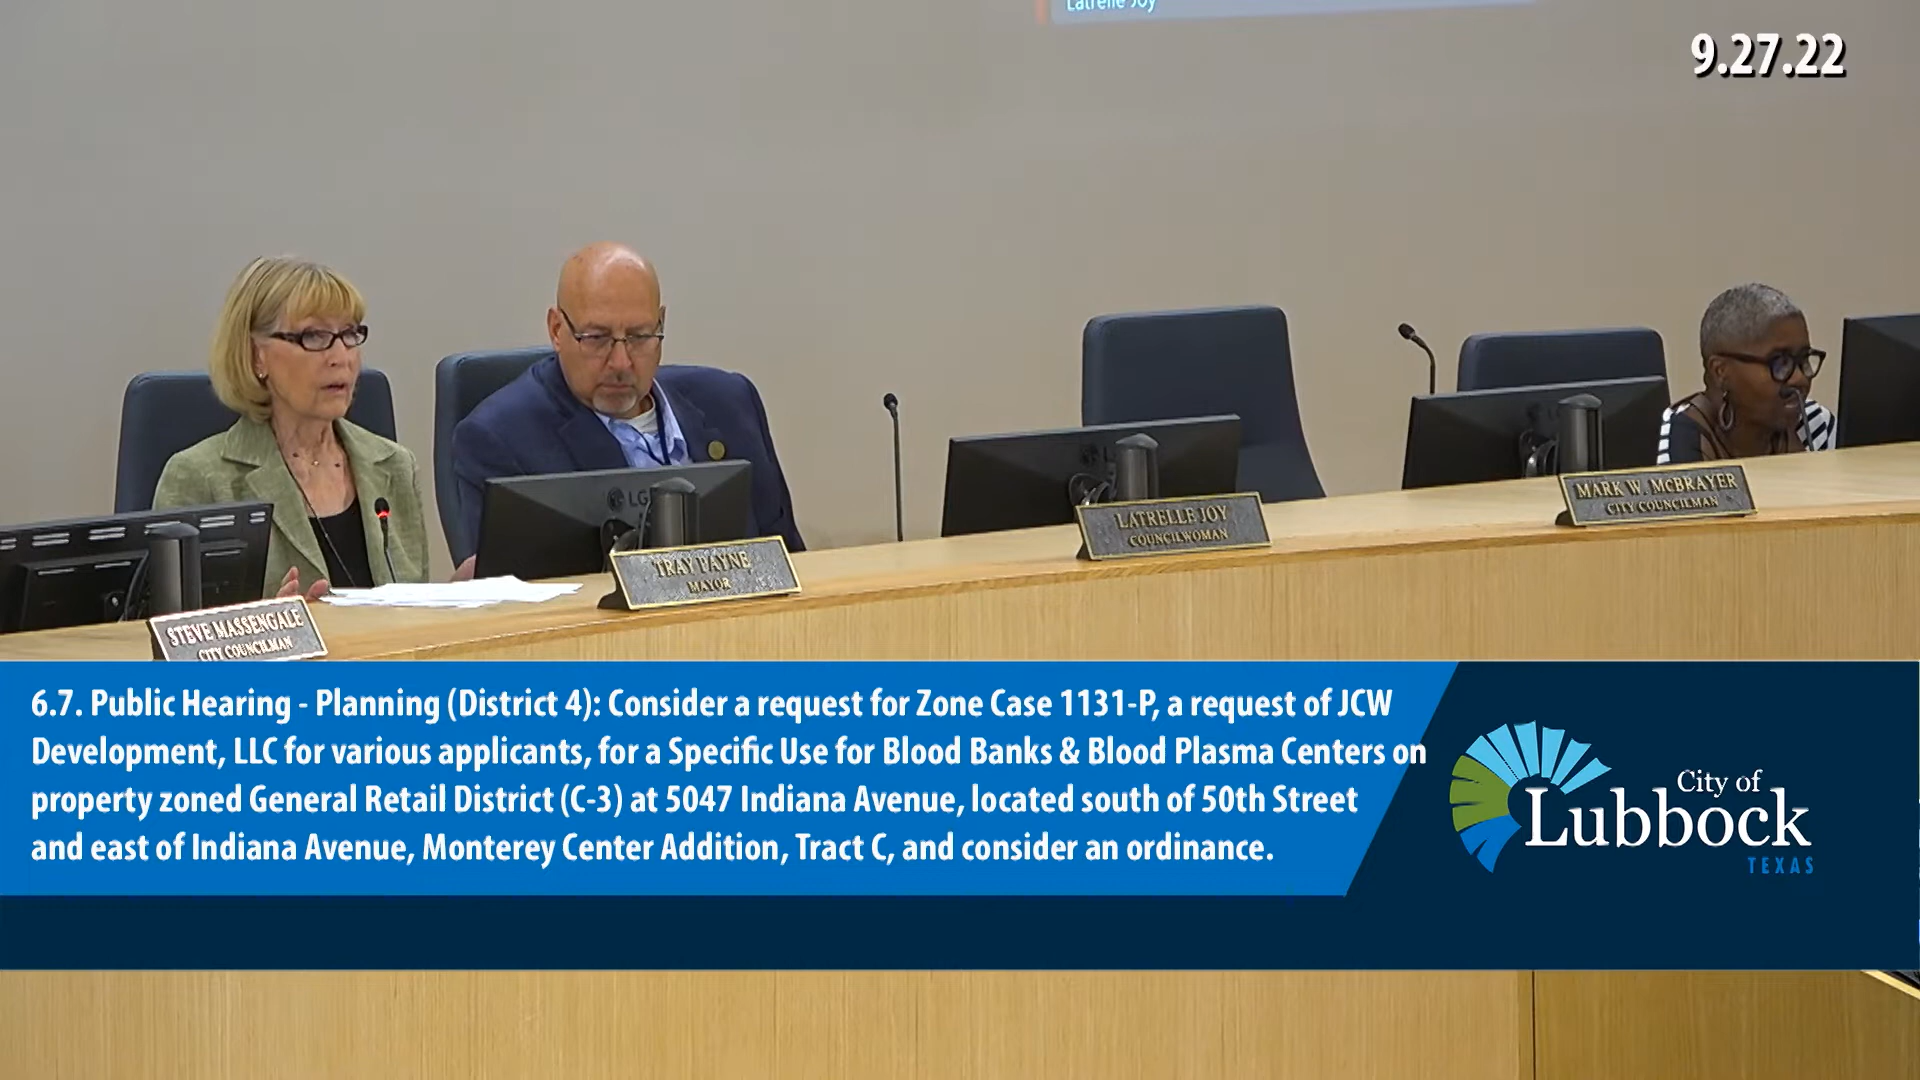 Latrelle Joy
9.27.22
LG
STEVE MASSENGALE
CITY COUNCILMAN
TRAY PAYNE
MAYOR
LATRELLE JOY
COUNCILWOMAN
MARK W. MCBRAYER
CITY COUNCILMAN
6.7. Public Hearing - Planning (District 4): Consider a request for Zone Case 1131-P, a request of JCW
Development, LLC for various applicants, for a Specific Use for Blood Banks & Blood Plasma Centers on
property zoned General Retail District (C-3) at 5047 Indiana Avenue, located south of 50th Street
and east of Indiana Avenue, Monterey Center Addition, Tract C, and consider an ordinance.
City of
Lubbock
TEXAS